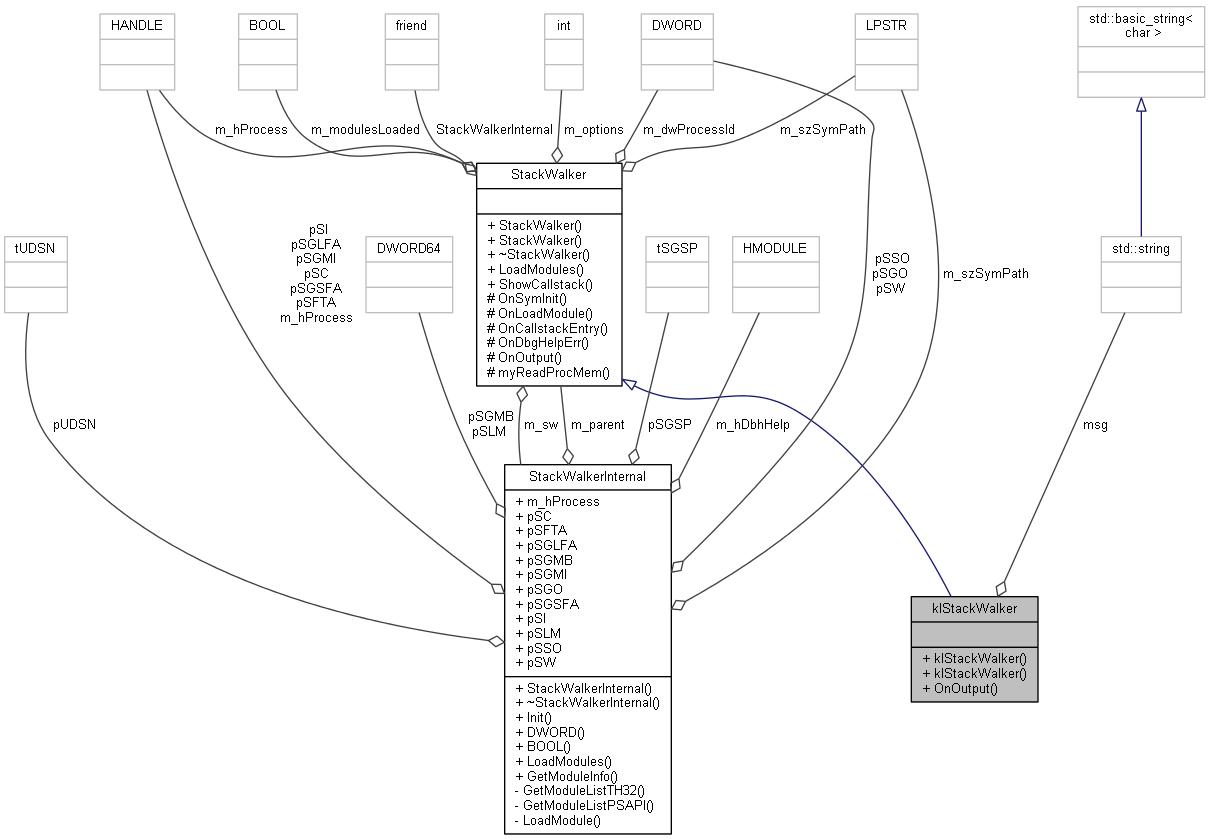 HANDLE
BOOL
friend
int
DWORD
LPSTR
std::basic_string<
char >
m_hProcess
m_modulesLoaded
StackWalkerInternal
m_options
m_dwProcessId
m_szSymPath
StackWalker
+ StackWalker()
+ StackWalker()
+ ~StackWalker()
+ LoadModules()
+ ShowCallstack()
# OnSymInit()
# OnLoadModule()
# OnCallstackEntry()
# OnDbgHelpErr()
# OnOutput()
# myReadProcMem()
tUDSN
pSI
pSGLFA
pSGMI
pSC
pSGSFA
pSFTA
m_hProcess
DWORD64
tSGSP
HMODULE
pSSO
pSGO
pSW
m_szSymPath
std::string
pUDSN
pSGMB
pSLM
m_sw
m_parent
pSGSP
m_hDbhHelp
msg
StackWalkerInternal
+ m_hProcess
+ pSC
+ pSFTA
+ pSGLFA
+ pSGMB
+ pSGMI
+ pSGO
+ pSGSFA
+ pSI
+ pSLM
+ pSSO
+ pSW
+ StackWalkerInternal()
+ ~StackWalkerInternal()
+ Init()
+ DWORD()
+ BOOL()
+ LoadModules()
+ GetModuleInfo()
- GetModuleListTH32()
- GetModuleListPSAPI()
- LoadModule()
klStackWalker
+ klStackWalker()
+ klStackWalker()
+ OnOutput()